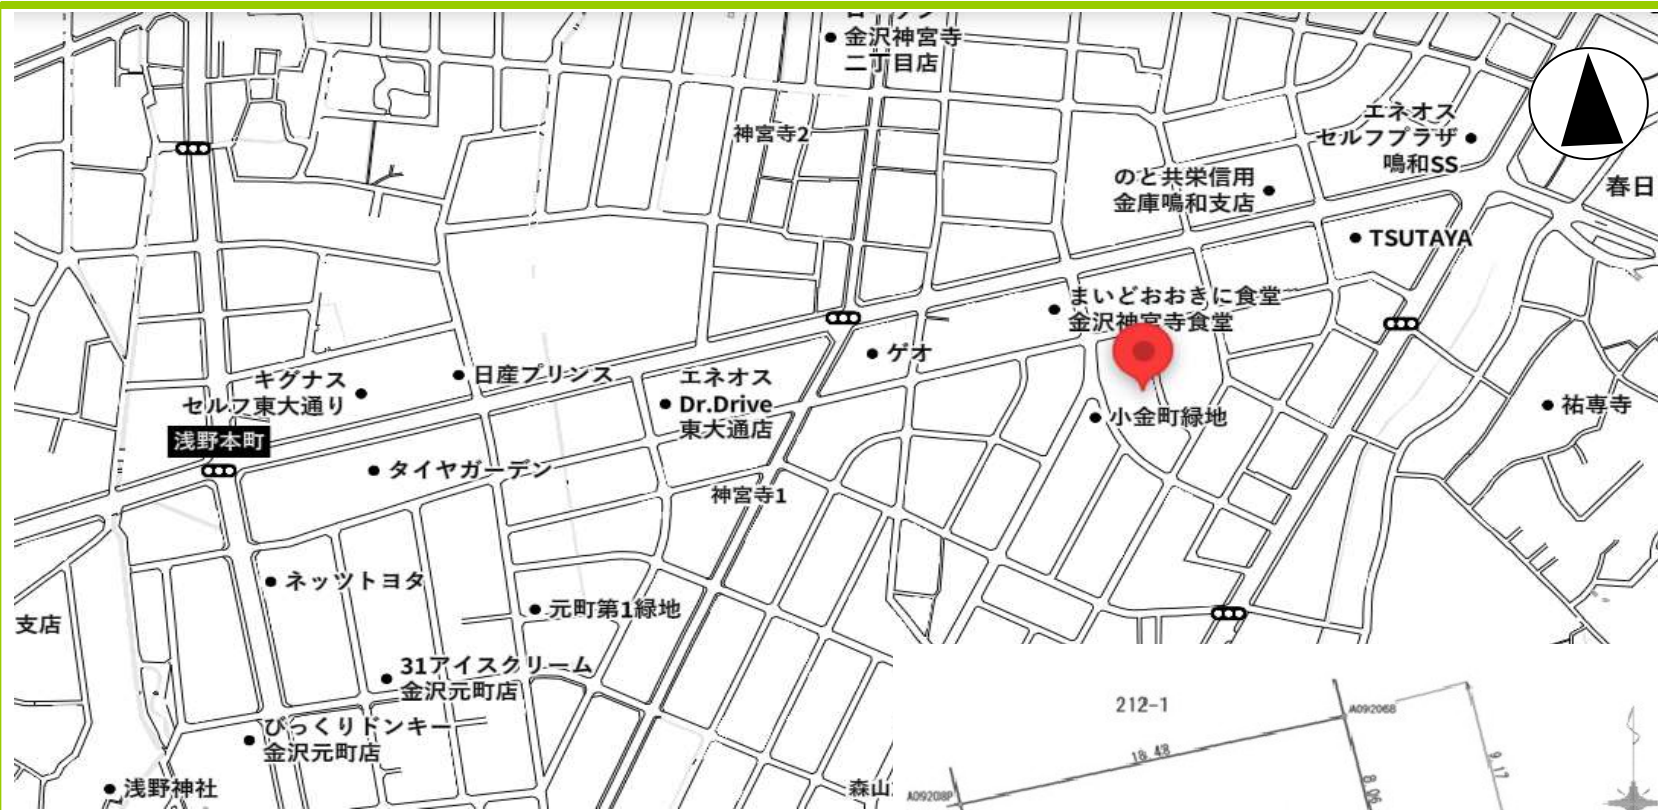 金沢神宮寺
二丁目店
神宮寺2
エネオス
セルフプラザ
鳴和SS
のと共栄信用
金庫鳴和支店
春日
TSUTAYA
まいどおおきに食堂
金沢神宮寺食堂
ゲオ
日産プリンス
キグナス
セルフ東大通り
エネオス
Dr.Drive
東大通店
小金町緑地
祐専寺
浅野本町
タイヤガーデン
神宮寺1
ネッツトヨタ
元町第1緑地
支店
31アイスクリーム
金沢元町店
びっくりドンキー
金沢元町店
浅野神社
森山
212-1
A09206B
18.48
9.17
8.06
A09208P